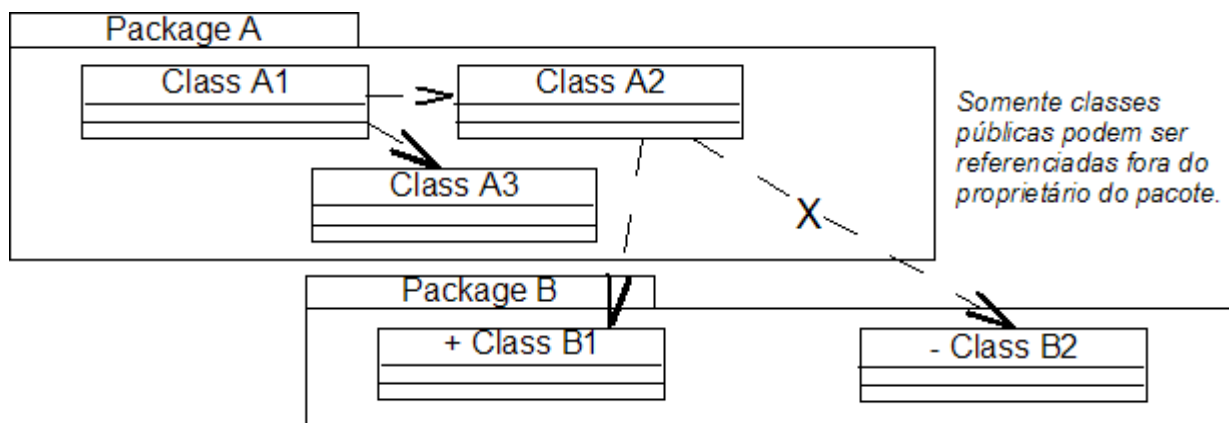 Package A
Class A1
Class A2
Class A3
Somente classes
públicas podem ser
referenciadas fora do
proprietário do pacote.
X
Package B
+ Class B1
- Class B2